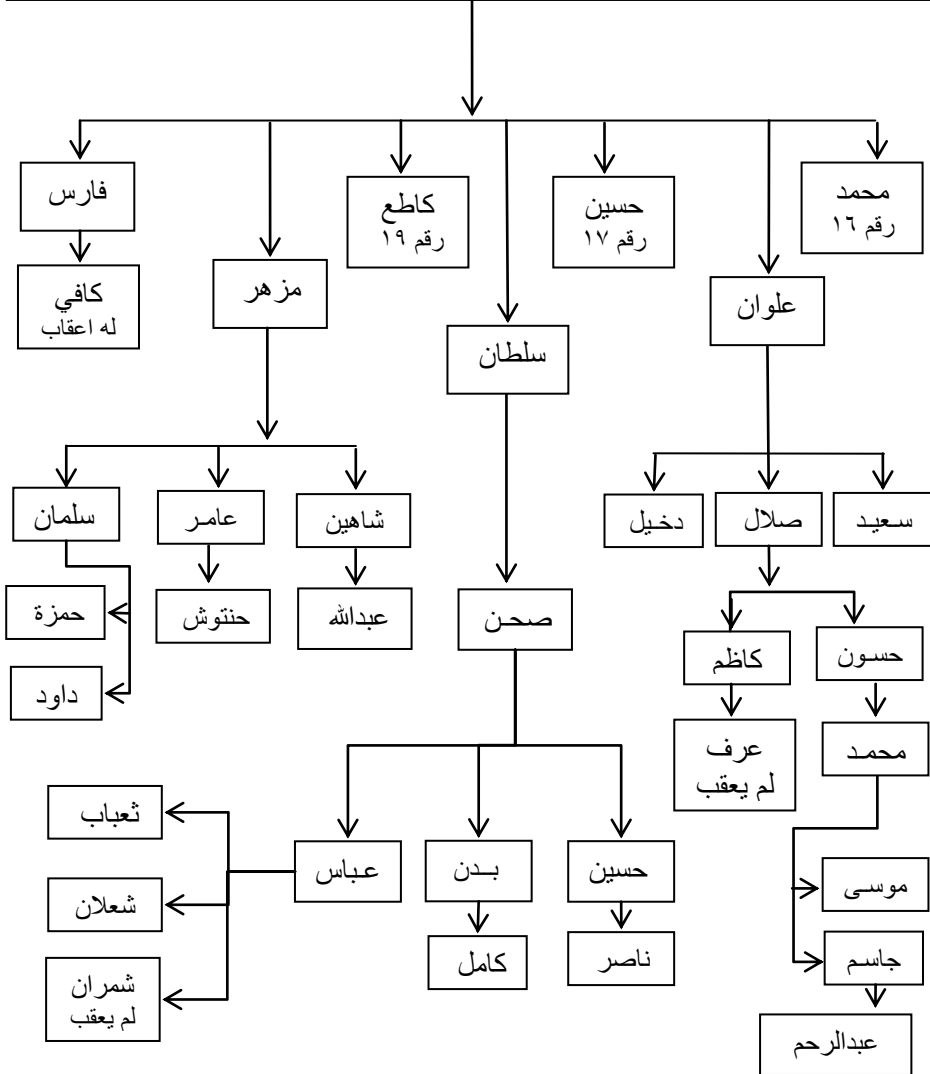 محمد
رقم ١٦
حسين
رقم ١٧
كاطع
رقم ١٩
فارس
علوان
سلطان
مزهر
كافي
له اعقاب
سعيد
صلال
دخيل
شاهين
عامر
سلمان
صحن
عبدالله
حنتوش
حمزة
داود
حسون
كاظم
محمد
عرف
لم يعقب
حسين
بدن
عباس
ثعباب
شعلان
شمران
لم يعقب
موسى
جاسم
ناصر
كامل
عبدالرحم